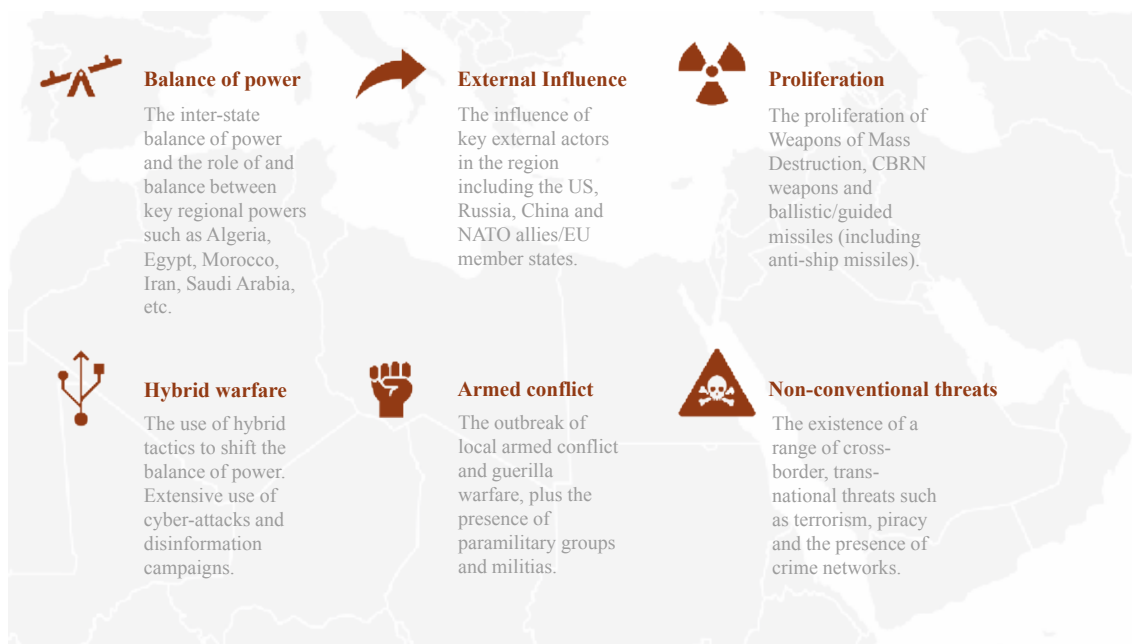 Balance of power
The inter-state
balance of power
and the role of and
balance between
key regional powers
such as Algeria,
Egypt, Morocco,
Iran, Saudi Arabia,
etc.
External Influence
The influence of
key external actors
in the region
including the US,
Russia, China and
NATO allies/EU
member states.
Proliferation
The proliferation of
Weapons of Mass
Destruction, CBRN
weapons and
ballistic/guided
missiles (including
anti-ship missiles).
Hybrid warfare
The use of hybrid
tactics to shift the
balance of power.
Extensive use of
cyber-attacks and
disinformation
campaigns.
Armed conflict
The outbreak of
local armed conflict
and guerilla
warfare, plus the
presence of
paramilitary groups
and militias.
Non-conventional threats
The existence of a
range of cross-
border, trans-
national threats such
as terrorism, piracy
and the presence of
crime networks.